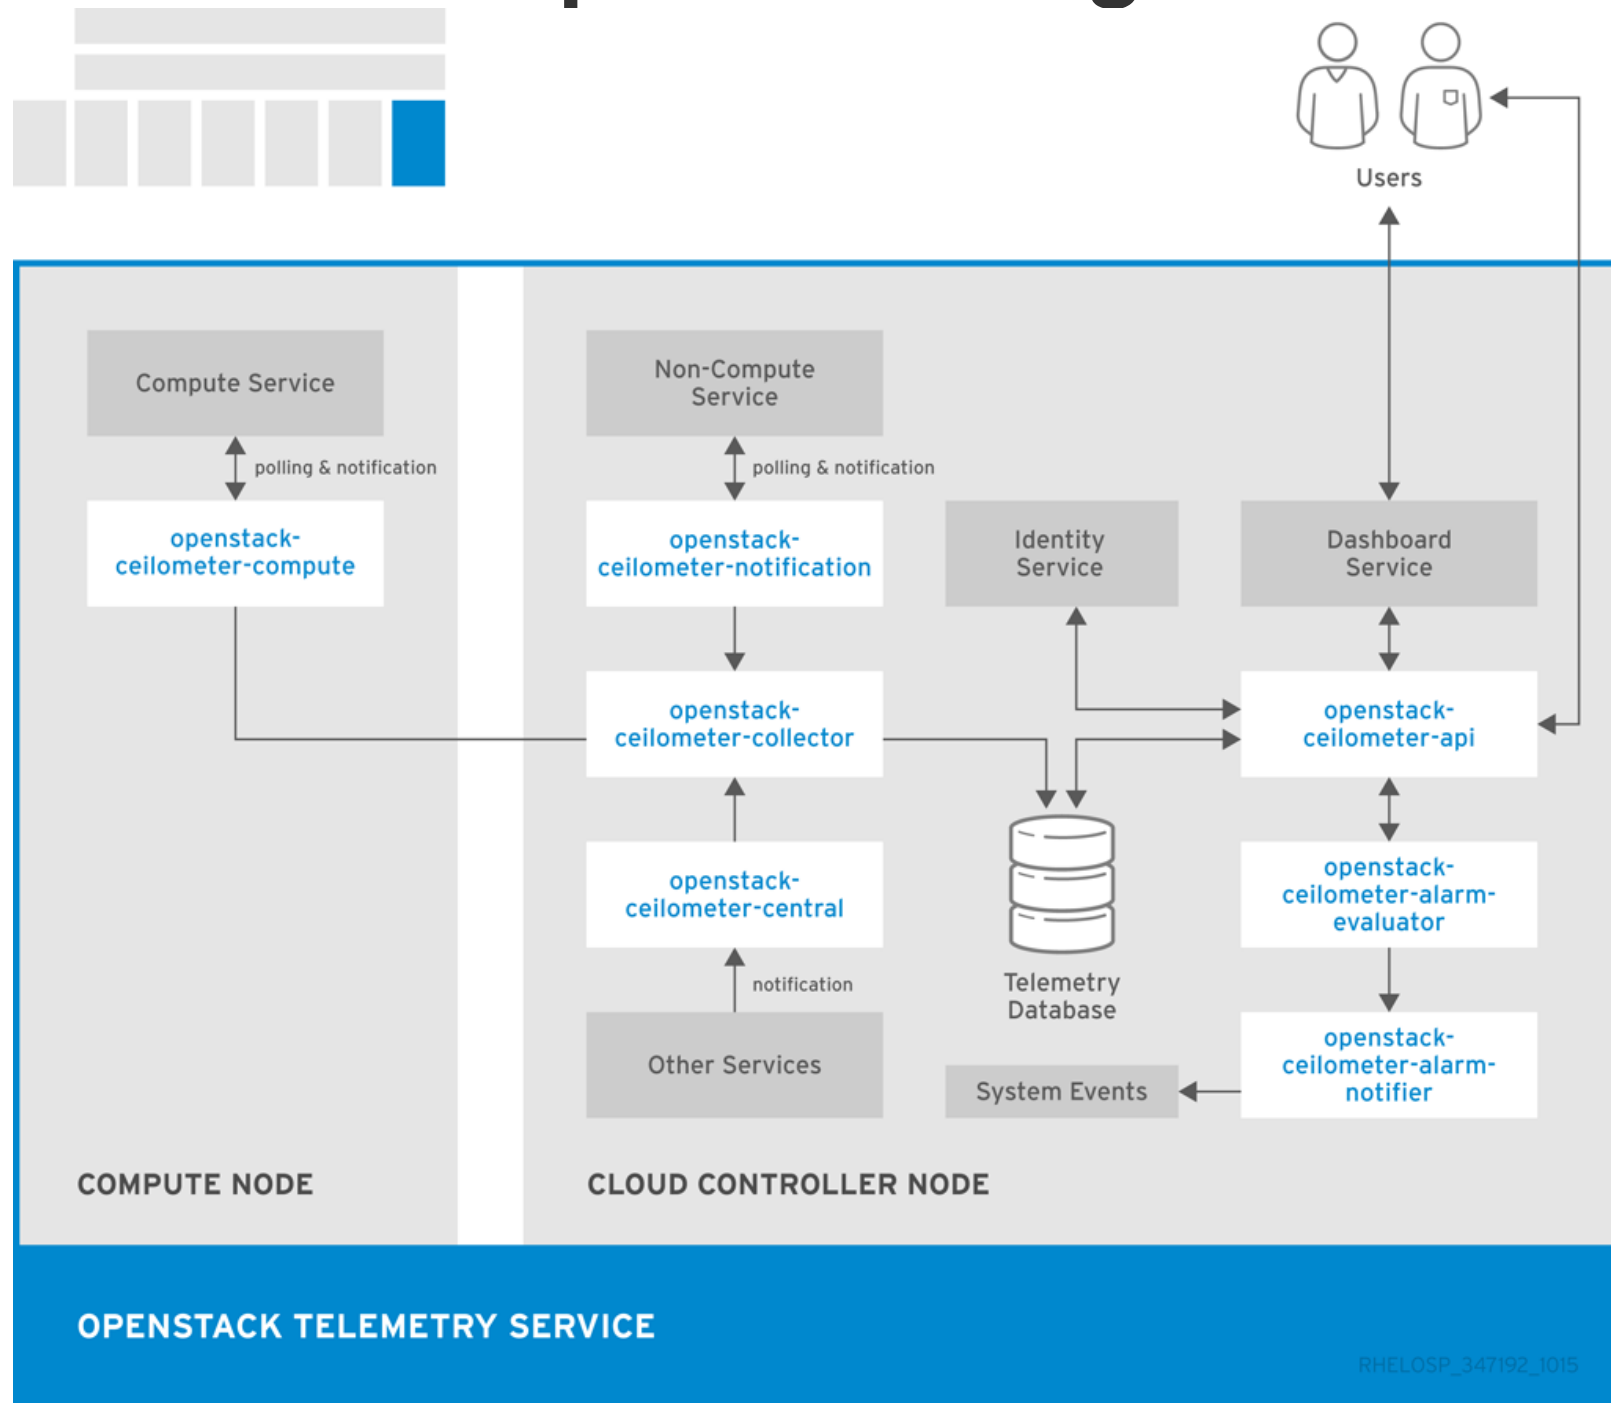 Users
Compute Service
polling & notification
openstack-
ceilometer-compute
Non-Compute
Service
polling & notification
openstack-
ceilometer-notification
Identity
Service
Dashboard
Service
openstack-
ceilometer-collector
openstack-
ceilometer-api
openstack-
ceilometer-central
notification
Other Services
Telemetry
Database
openstack-
ceilometer-alarm-
evaluator
openstack-
ceilometer-alarm-
notifier
System Events
COMPUTE NODE
CLOUD CONTROLLER NODE
OPENSTACK TELEMETRY SERVICE
RHELOSP_347192_1015